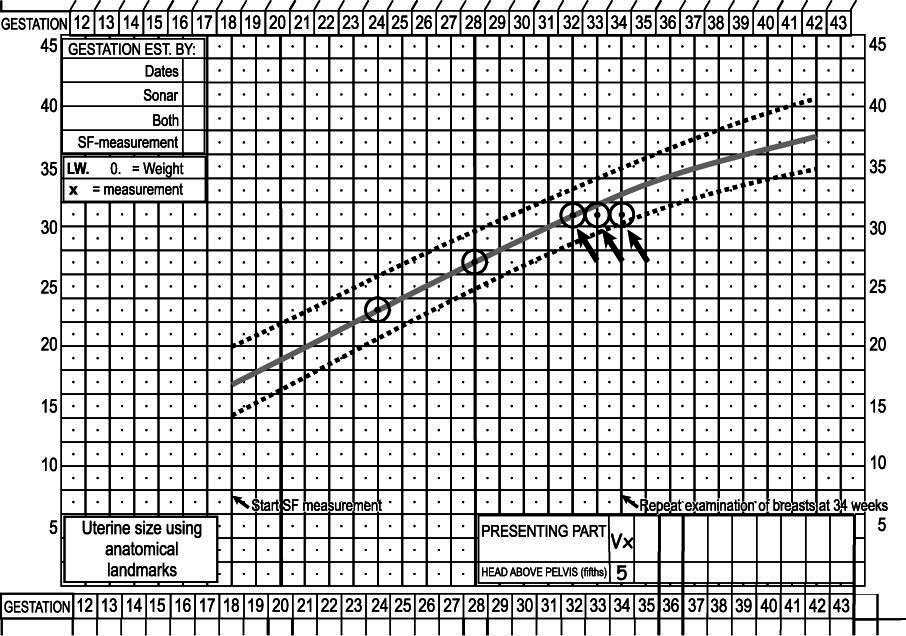 GESTATION 12 13 14 15 16 17 18 19 20 21 22 23 24 25 26 27 28 29 30 31 32 33 34 35 36 37 38 39 40 41 42 43
45 GESTATION EST. BY: 45
Dates
Sonar
40 Both 40
SF-measurement
35 LW. 0. = Weight 35
x = measurement
30 30
25 25
20 20
15 15
10 10
Start SF measurement Repeat examination of breasts at 34 weeks
5 5
Uterine size using
anatomical
landmarks
PRESENTING PART Vx
HEAD ABOVE PELVIS (fifths) 5
GESTATION 12 13 14 15 16 17 18 19 20 21 22 23 24 25 26 27 28 29 30 31 32 33 34 35 36 37 38 39 40 41 42 43